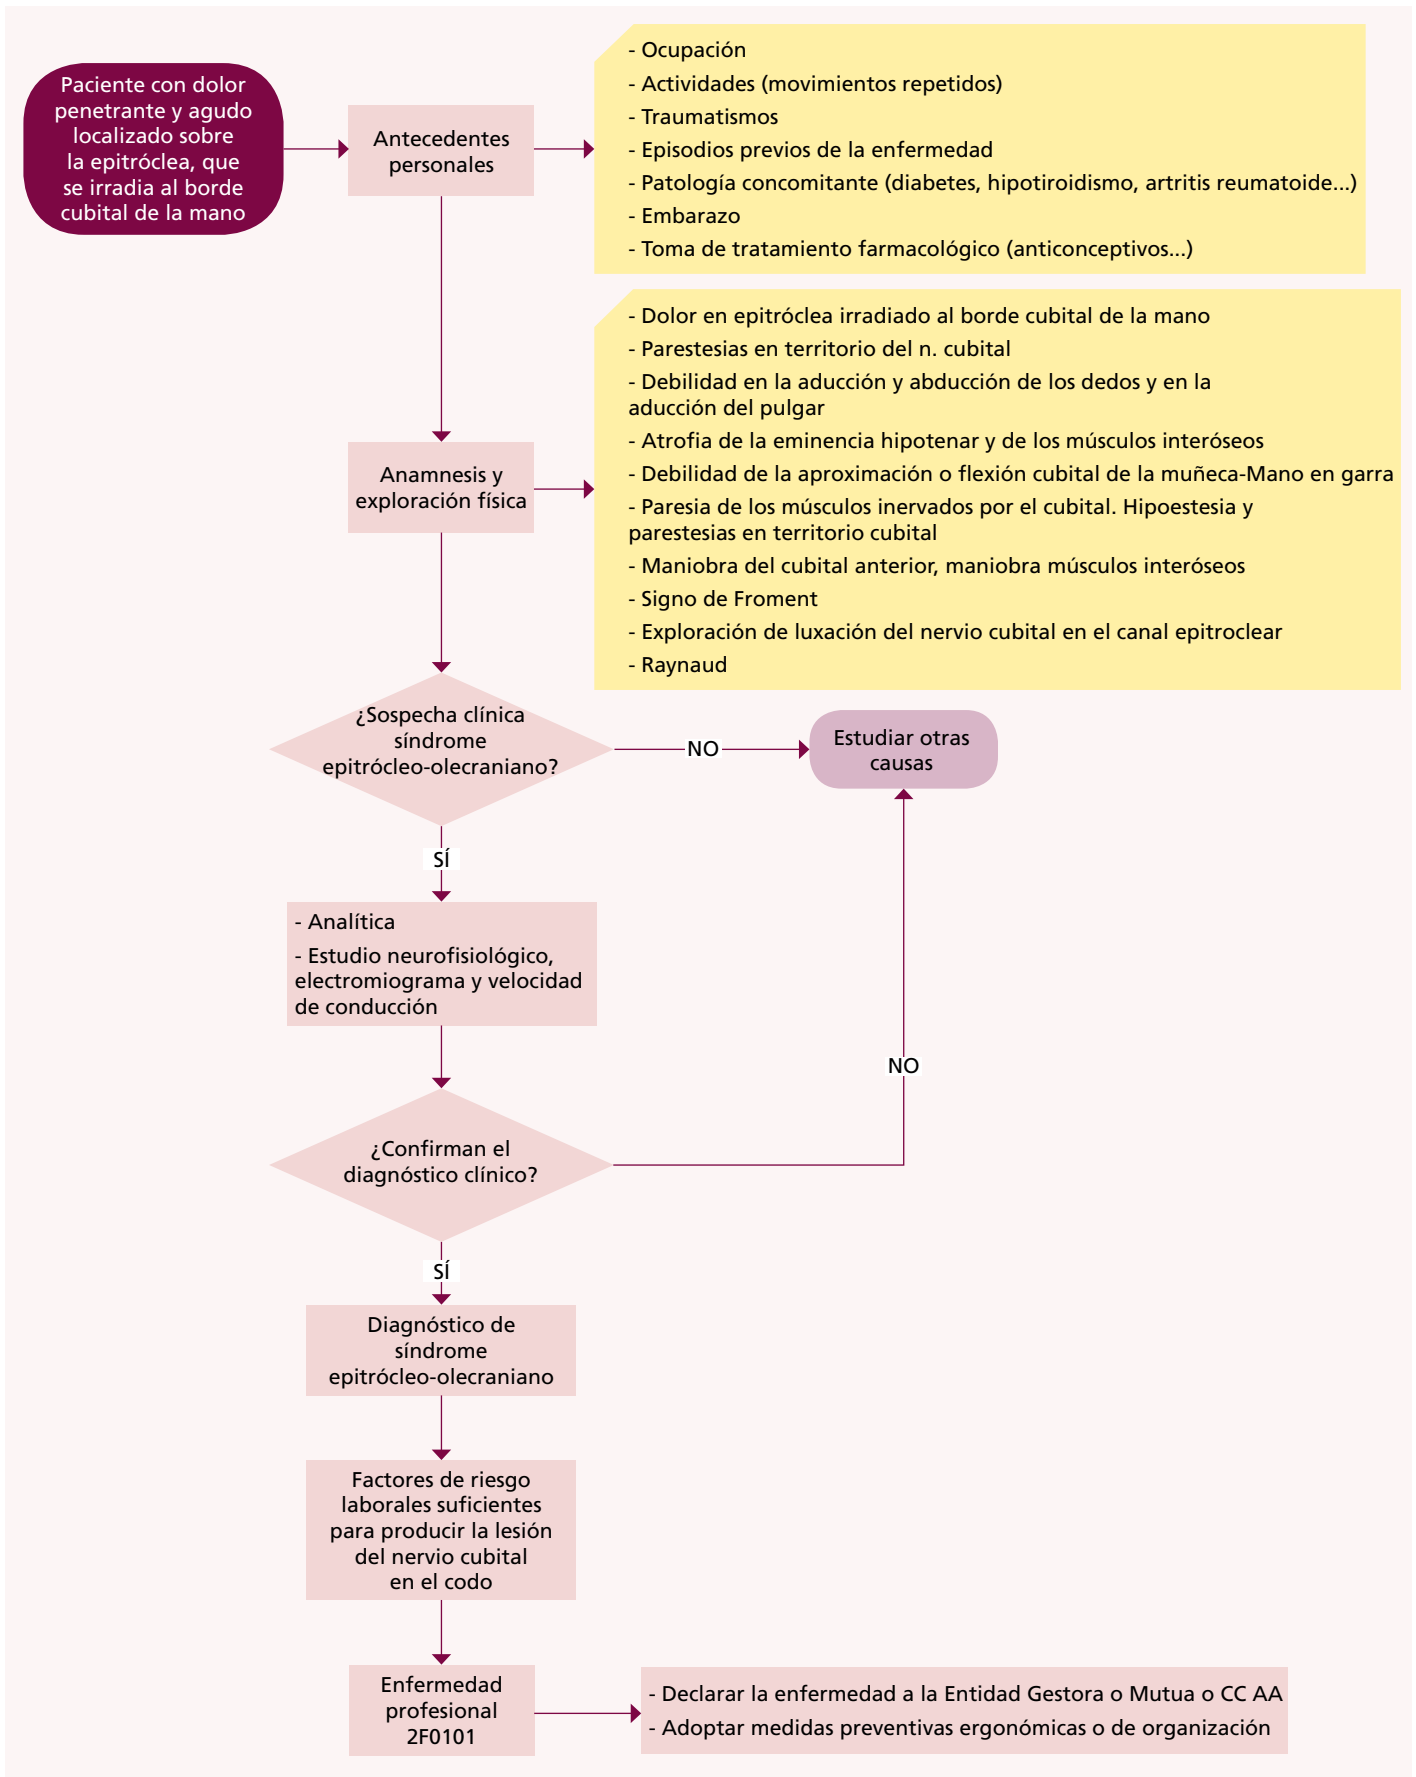 Paciente con dolor
penetrante y agudo
localizado sobre
la epitróclea, que
se irradia al borde
cubital de la mano
Antecedentes
personales
- Ocupación
- Actividades (movimientos repetidos)
- Traumatismos
- Episodios previos de la enfermedad
- Patología concomitante (diabetes, hipotiroidismo, artritis reumatoide...)
- Embarazo
- Toma de tratamiento farmacológico (anticonceptivos...)
Anamnesis y
exploración física
- Dolor en epitróclea irradiado al borde cubital de la mano
- Parestesias en territorio del n. cubital
- Debilidad en la aducción y abducción de los dedos y en la
aducción del pulgar
- Atrofia de la eminencia hipotenar y de los músculos interóseos
- Debilidad de la aproximación o flexión cubital de la muñeca-Mano en garra
- Paresia de los músculos inervados por el cubital. Hipoestesia y
parestesias en territorio cubital
- Maniobra del cubital anterior, maniobra músculos interóseos
- Signo de Froment
- Exploración de luxación del nervio cubital en el canal epitroclear
- Raynaud
¿Sospecha clínica
síndrome
epitrócleo-olecraniano?
NO
Estudiar otras
causas
SÍ
- Analítica
- Estudio neurofisiológico,
electromiograma y velocidad
de conducción
NO
¿Confirman el
diagnóstico clínico?
SÍ
Diagnóstico de
síndrome
epitrócleo-olecraniano
Factores de riesgo
laborales suficientes
para producir la lesión
del nervio cubital
en el codo
Enfermedad
profesional
2F0101
- Declarar la enfermedad a la Entidad Gestora o Mutua o CC AA
- Adoptar medidas preventivas ergonómicas o de organización